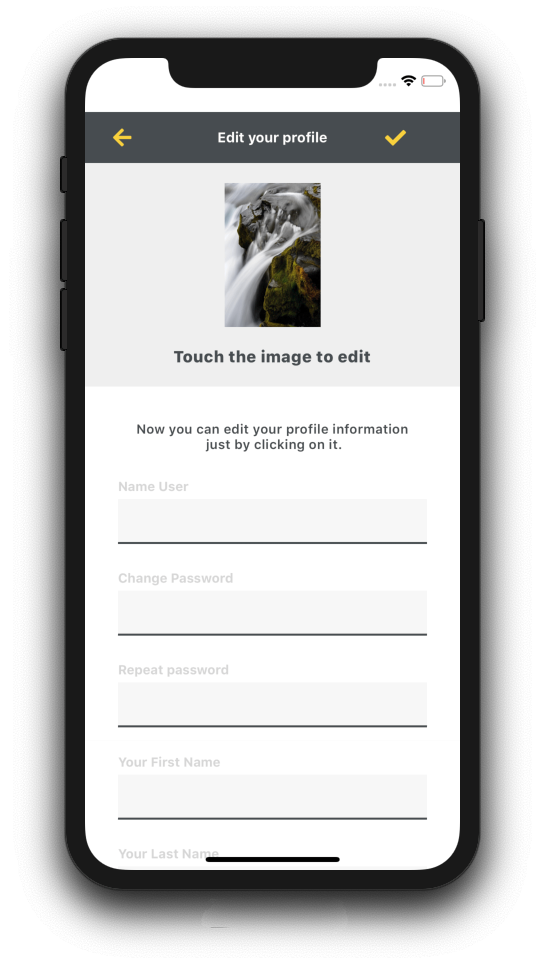 Edit your profile
Touch the image to edit
Now you can edit your profile information
just by clicking on it.
Name User
Change Password
Repeat password
Your First Name
Your Last Name